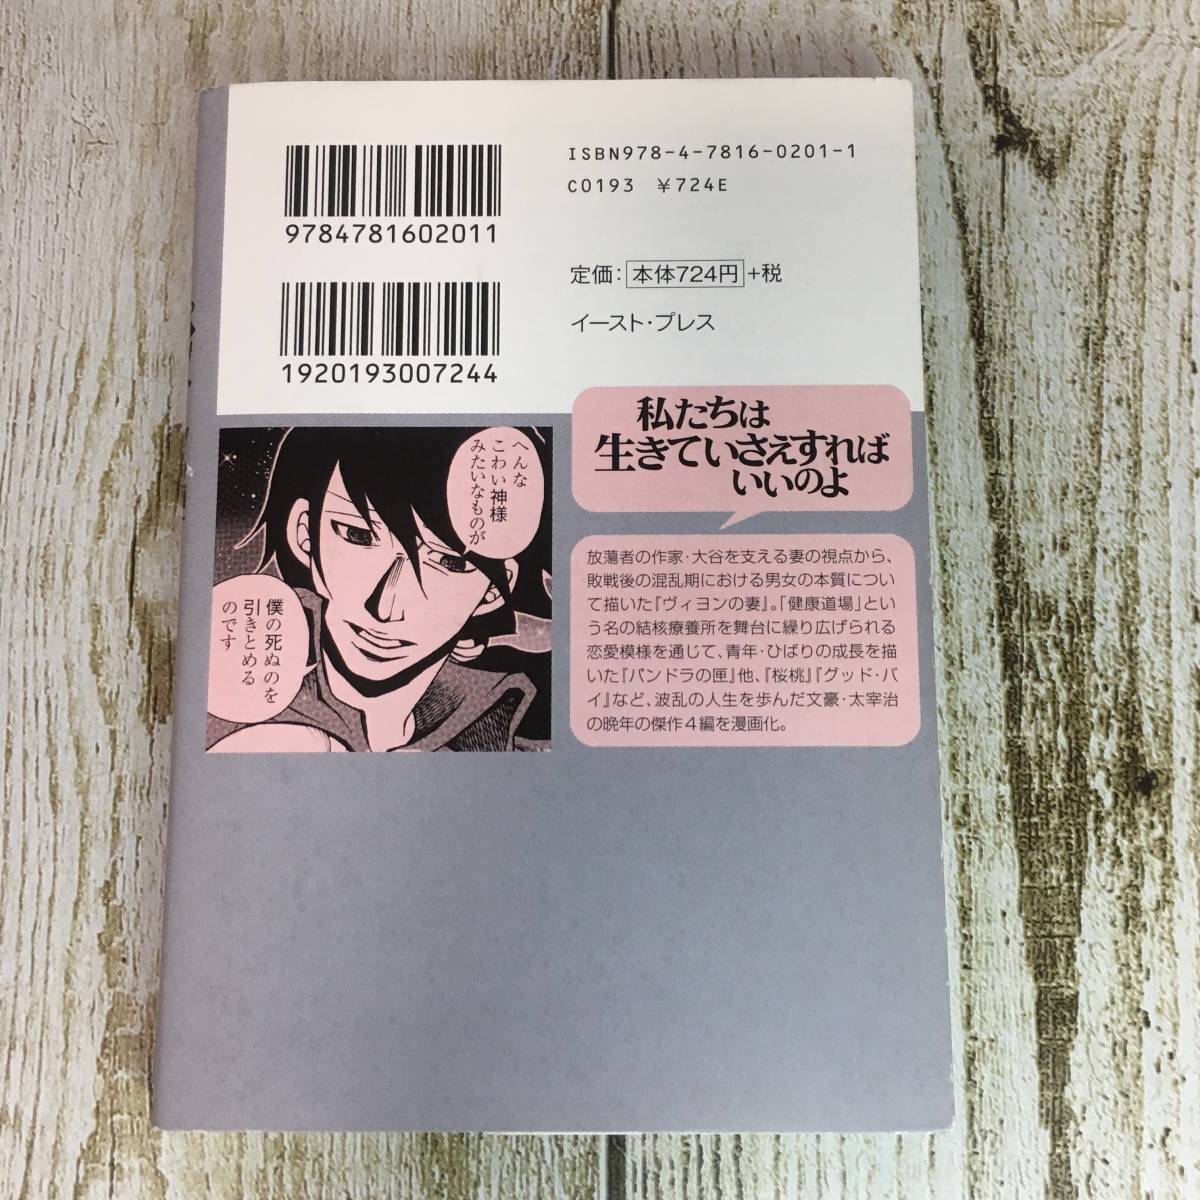 ISBN978-4-7816-0201-1
C0193 ¥724E
9784781602011
定価：本体724円+税
1920193007244
イースト・プレス
私たちは
生きていさえすれば
いいのよ
へんな
こわい神様
みたいなものが
僕の死ぬのを
引きとめる
のです
放蕩者の作家・大谷を支える妻の視点から、
敗戦後の混乱期における男女の本質につい
て描いた『ヴィヨンの妻』。「健康道場」とい
う名の結核療養所を舞台に繰り広げられる
恋愛模様を通じて、青年・ひばりの成長を描
いた『パンドラの匣』他、『桜桃』『グッド・バ
イ』など、波乱の人生を歩んだ文豪・太宰治
の晩年の傑作４編を漫画化。